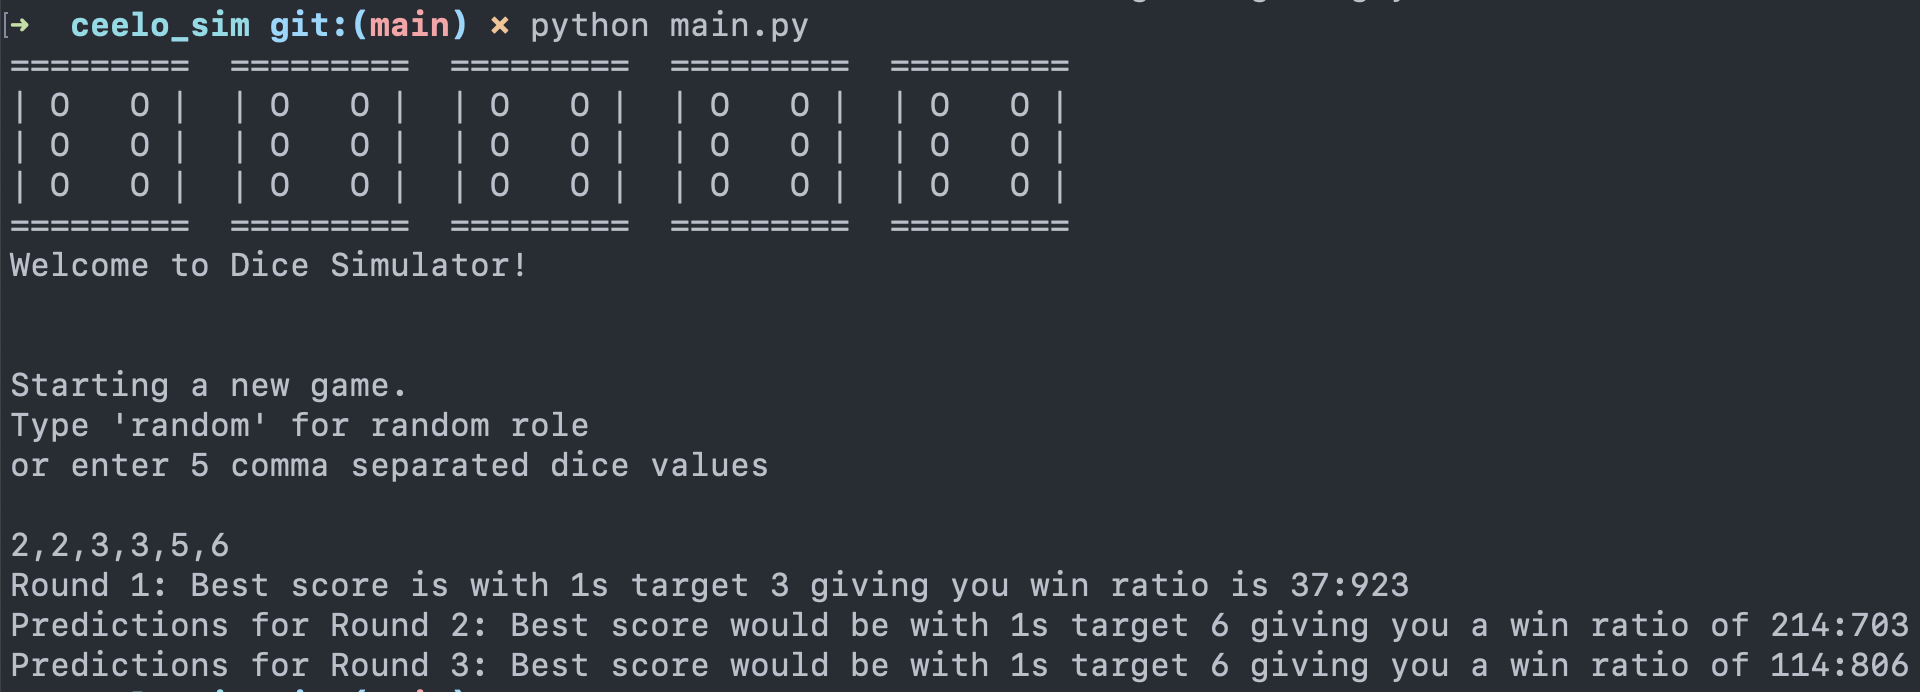 ➜  ceelo_sim git:(main) ✗ python main.py
=========  =========  =========  =========  =========
| O   O |  | O   O |  | O   O |  | O   O |  | O   O |
| O   O |  | O   O |  | O   O |  | O   O |  | O   O |
| O   O |  | O   O |  | O   O |  | O   O |  | O   O |
=========  =========  =========  =========  =========
Welcome to Dice Simulator!
Starting a new game.
Type 'random' for random role
or enter 5 comma separated dice values
2,2,3,3,5,6
Round 1: Best score is with 1s target 3 giving you win ratio is 37:923
Predictions for Round 2: Best score would be with 1s target 6 giving you a win ratio of 214:703
Predictions for Round 3: Best score would be with 1s target 6 giving you a win ratio of 114:806